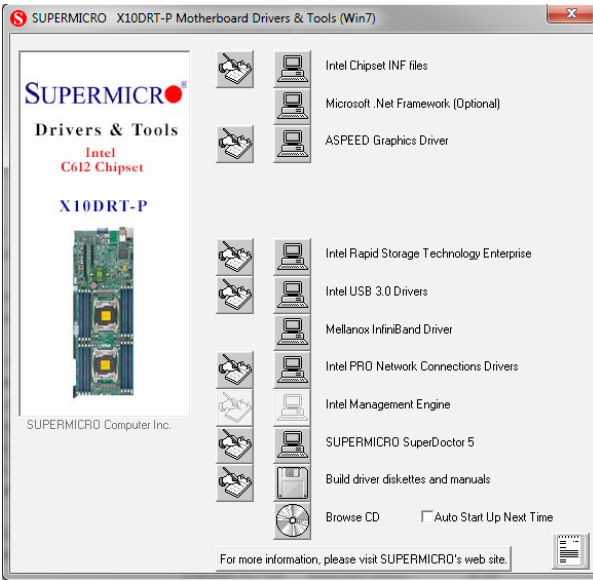 SUPERMICRO X10DRT-P Motherboard Drivers & Tools (Win7)
SUPERMICRO®
Drivers & Tools
Intel
C612 Chipset
X10DRT-P
SUPERMICRO Computer Inc.
Intel Chipset INF files
Microsoft .Net Framework (Optional)
ASPEED Graphics Driver
Intel Rapid Storage Technology Enterprise
Intel USB 3.0 Drivers
Mellanox InfiniBand Driver
Intel PRO Network Connections Drivers
Intel Management Engine
SUPERMICRO SuperDoctor 5
Build driver diskettes and manuals
Browse CD Auto Start Up Next Time
For more information, please visit SUPERMICRO's web site.